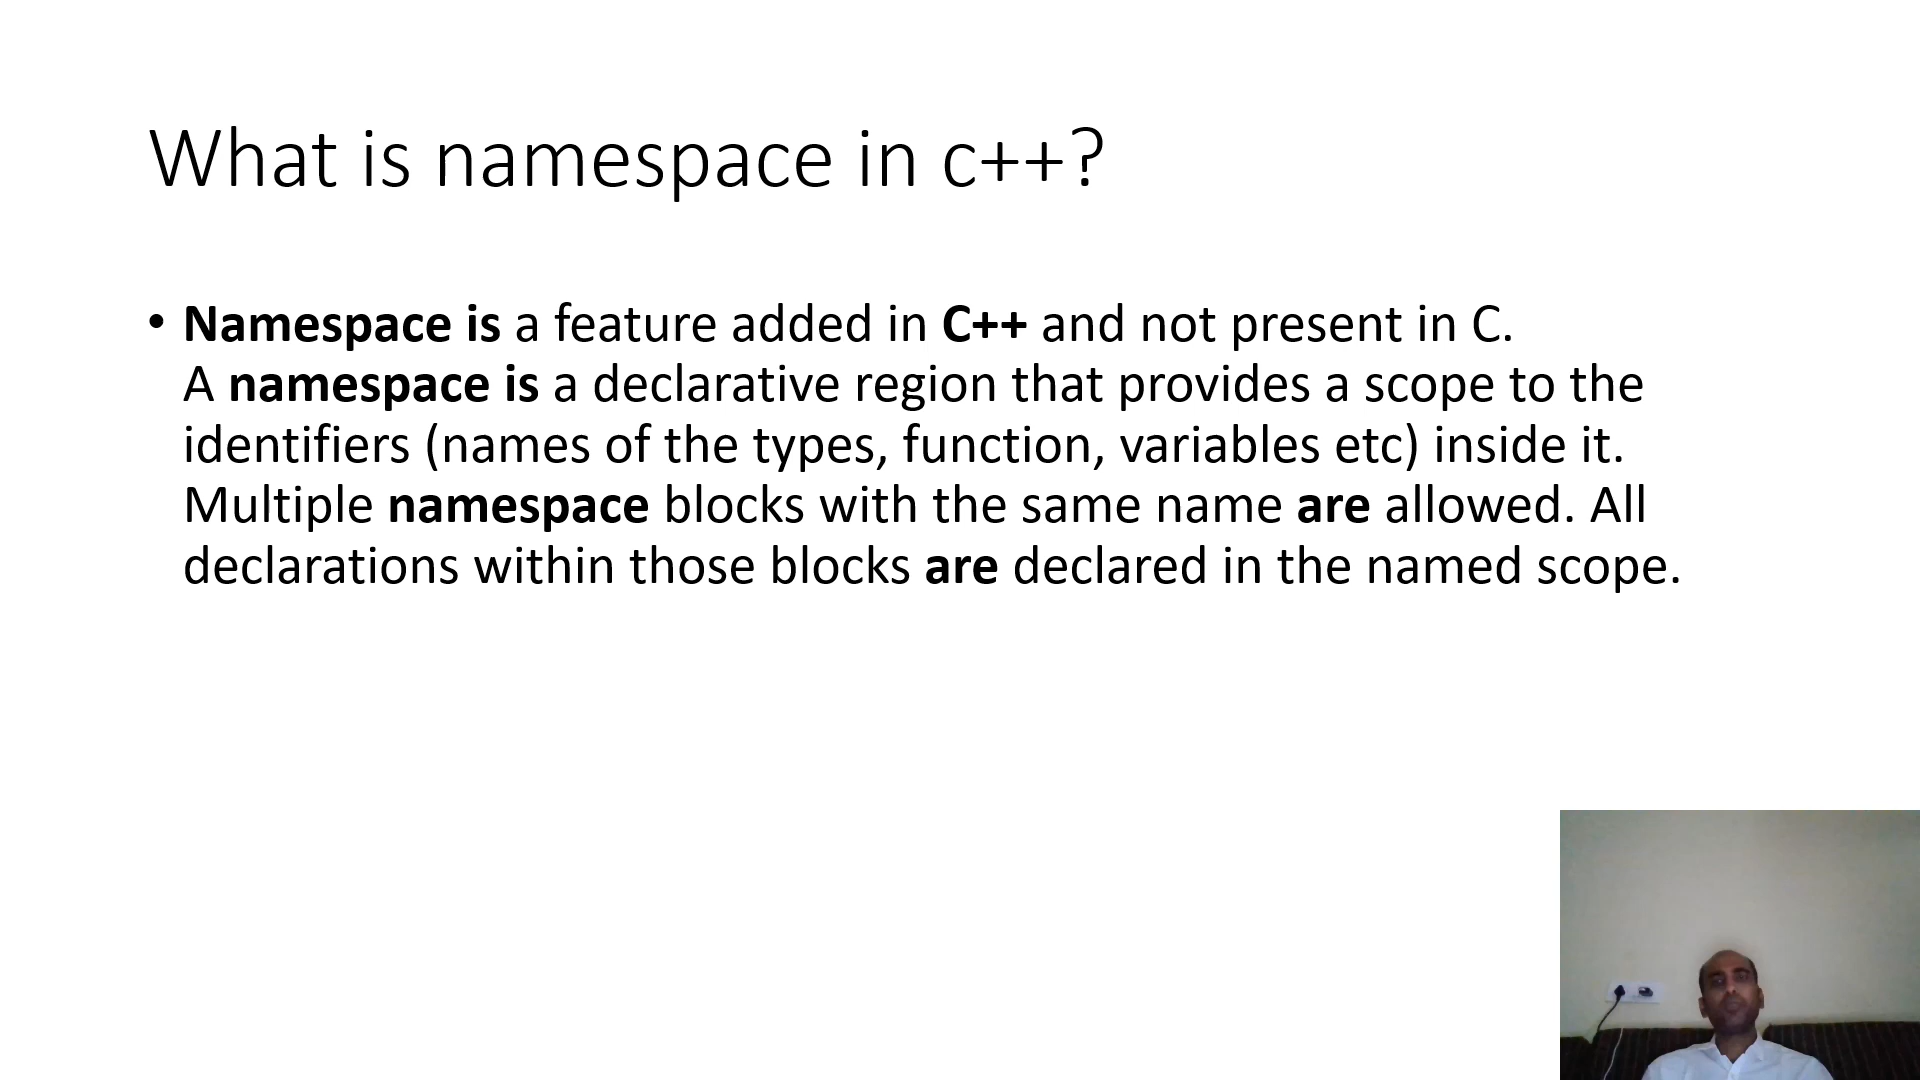 What is namespace in c++?
• Namespace is a feature added in C++ and not present in C.
A namespace is a declarative region that provides a scope to the
identifiers (names of the types, function, variables etc) inside it.
Multiple namespace blocks with the same name are allowed. All
declarations within those blocks are declared in the named scope.